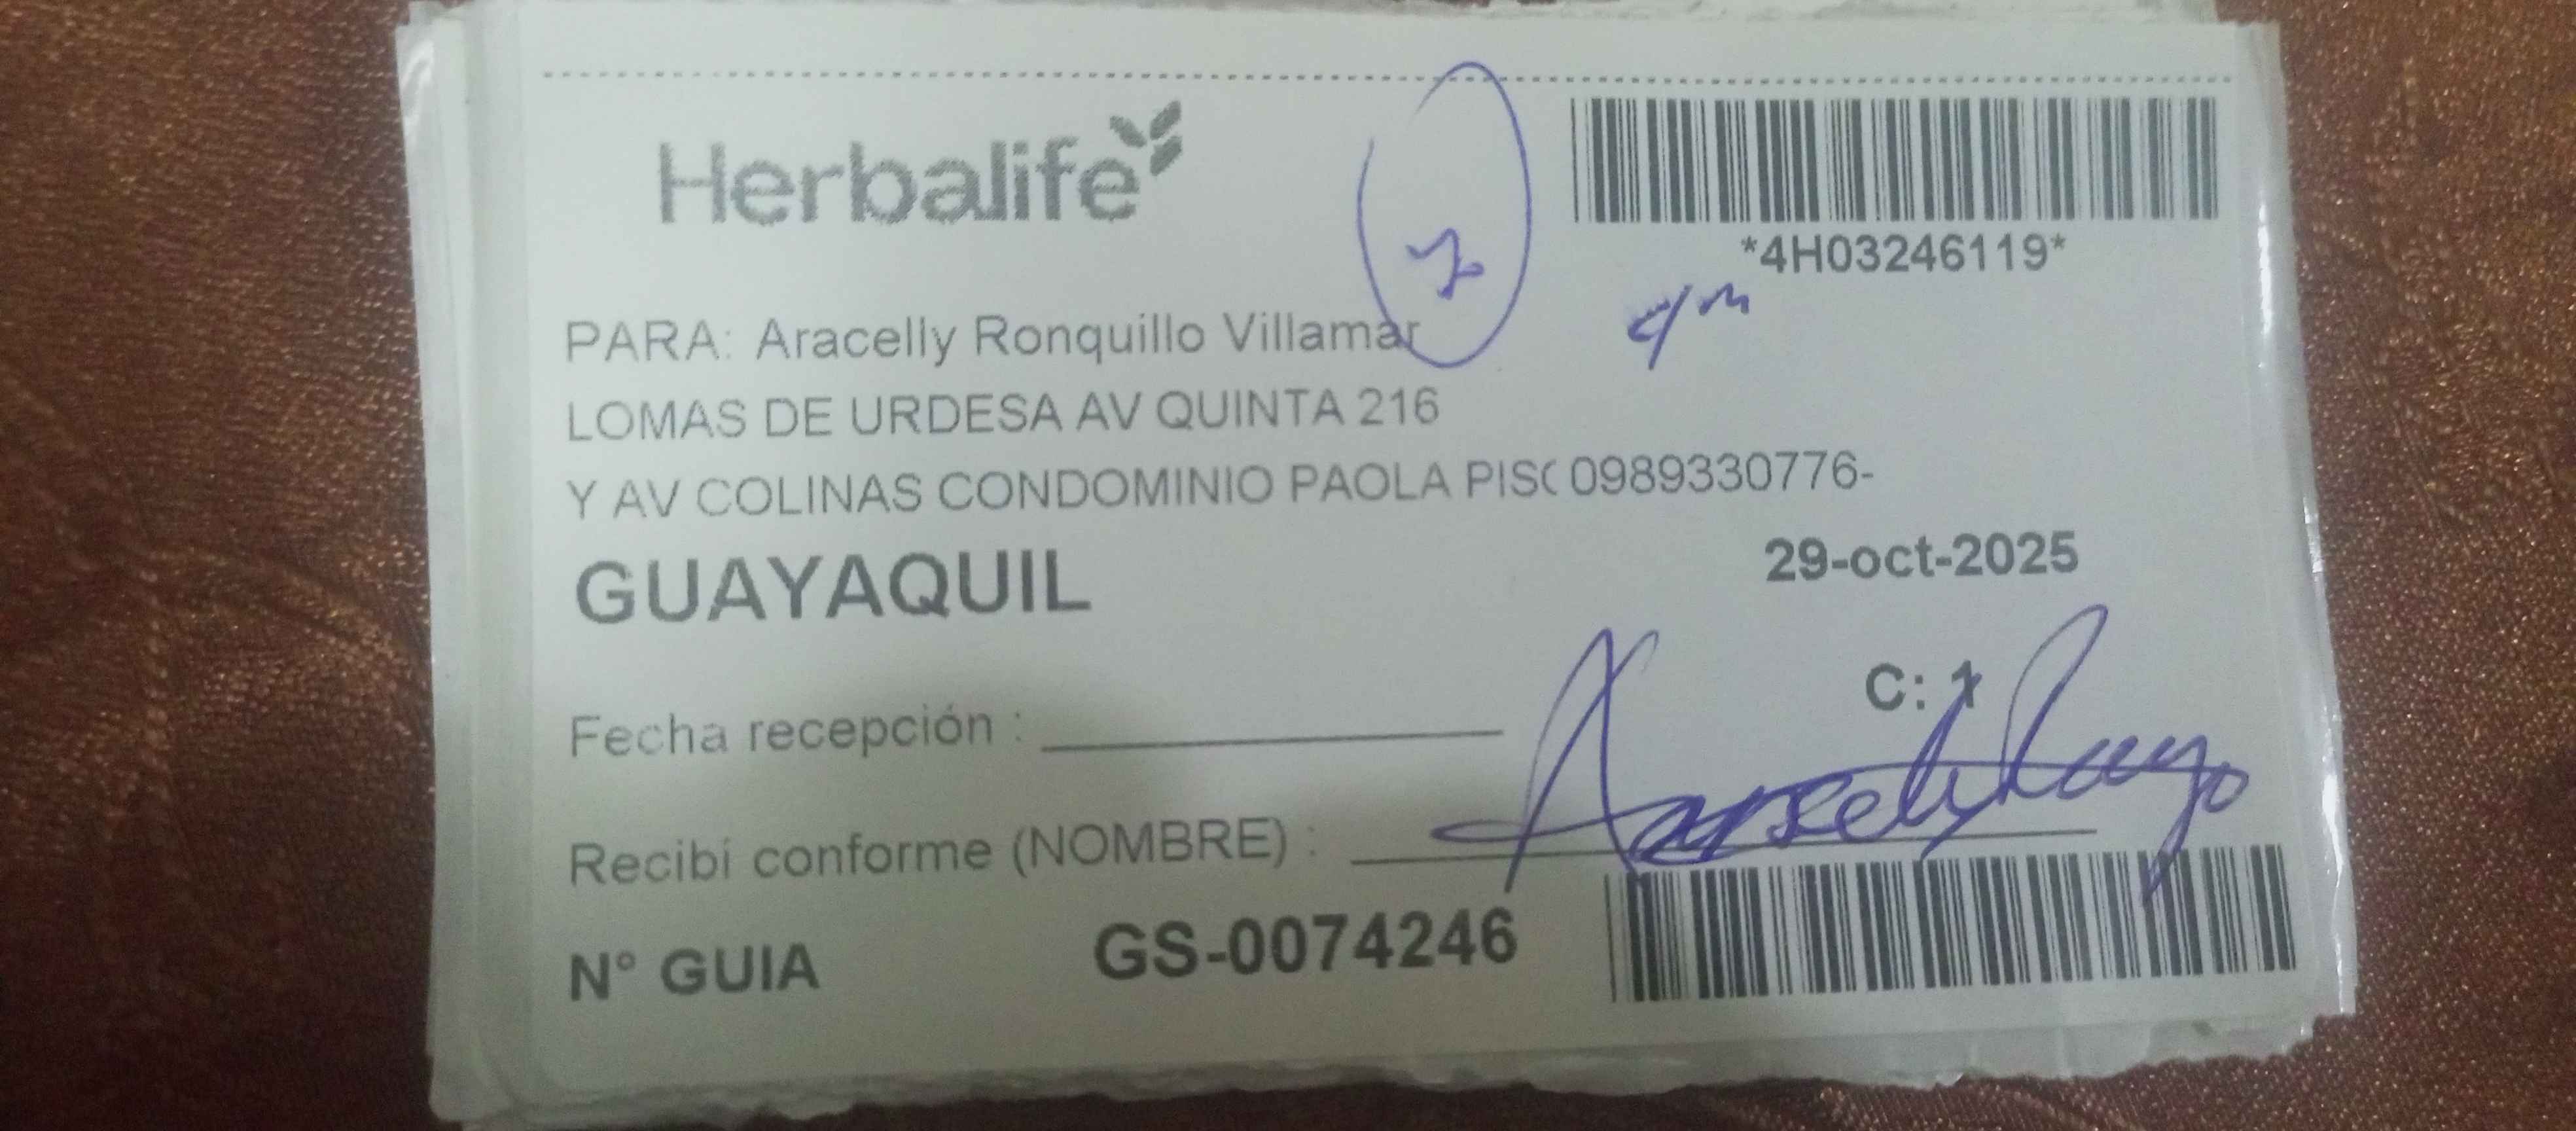 Herbalife
*4H03246119*
PARA: Aracelly Ronquillo Villamar
LOMAS DE URDESA AV QUINTA 216
Y AV COLINAS CONDOMINIO PAOLA PISO 0989330776-
GUAYAQUIL
29-oct-2025
C: 1
Fecha recepción :
Recibí conforme (NOMBRE) :
N° GUIA GS-0074246